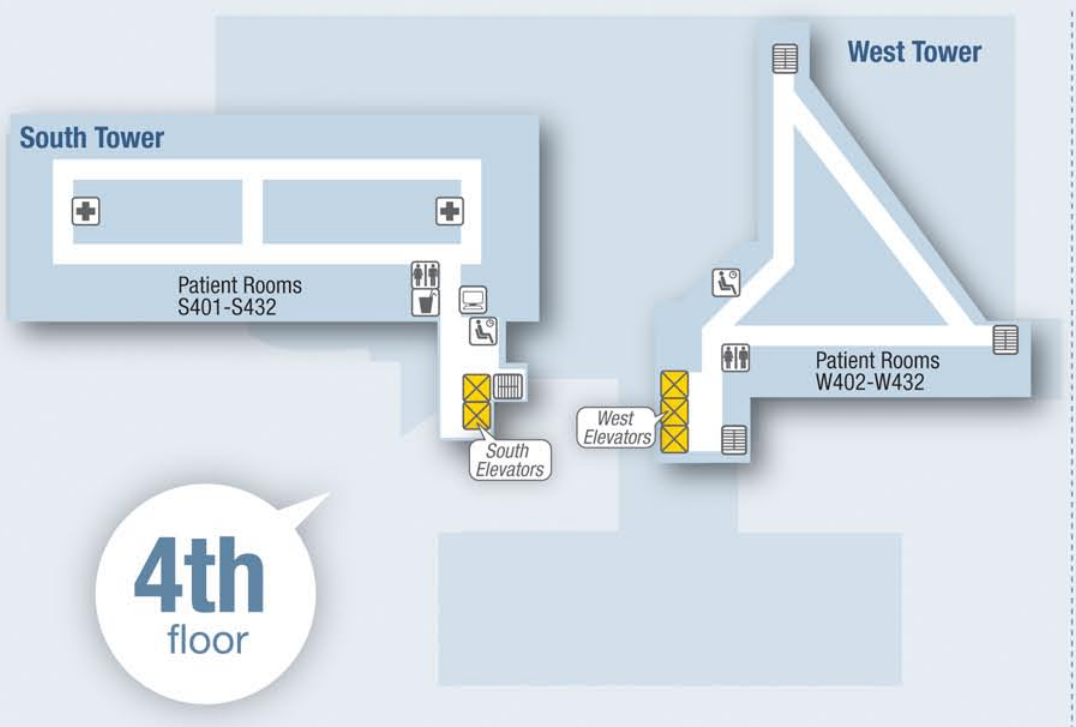 West Tower
South Tower
Patient Rooms
S401-S432
Patient Rooms
W402-W432
West
Elevators
South
Elevators
4th
floor